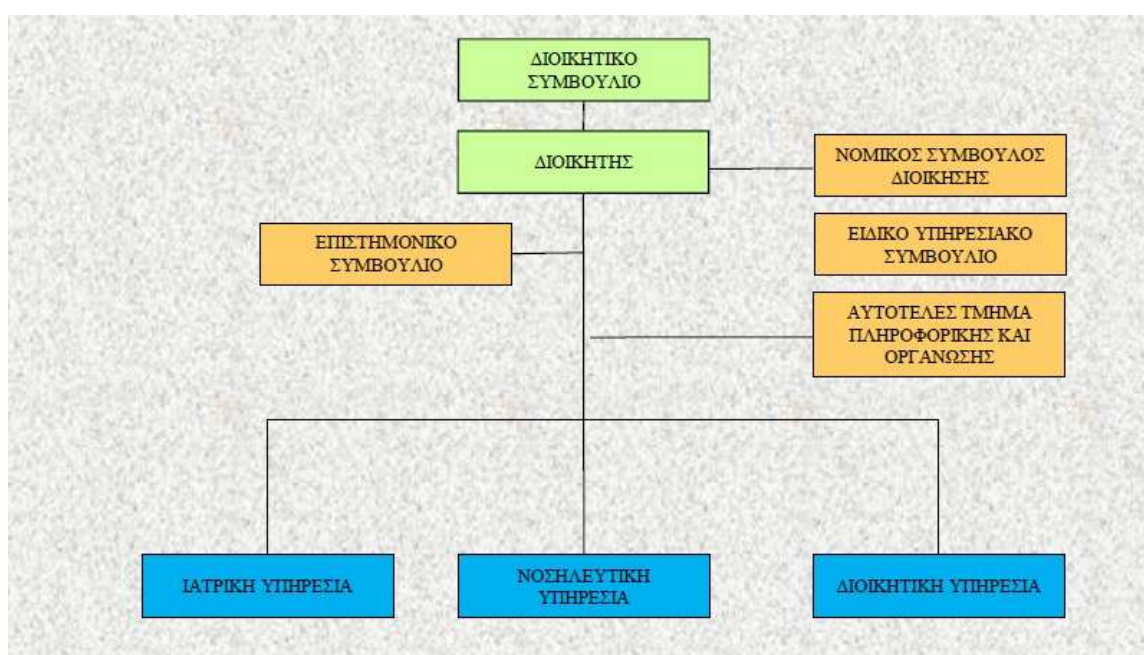 ΔΙΟΙΚΗΤΙΚΟ
ΣΥΜΒΟΥΛΙΟ
ΔΙΟΙΚΗΤΗΣ
ΝΟΜΙΚΟΣ ΣΥΜΒΟΥΛΟΣ
ΔΙΟΙΚΗΣΗΣ
ΕΠΙΣΤΗΜΟΝΙΚΟ
ΣΥΜΒΟΥΛΙΟ
ΕΙΔΙΚΟ ΥΠΗΡΕΣΙΑΚΟ
ΣΥΜΒΟΥΛΙΟ
ΑΥΤΟΤΕΛΕΣ ΤΜΗΜΑ
ΠΛΗΡΟΦΟΡΙΚΗΣ ΚΑΙ
ΟΡΓΑΝΩΣΗΣ
ΙΑΤΡΙΚΗ ΥΠΗΡΕΣΙΑ
ΝΟΣΗΛΕΥΤΙΚΗ
ΥΠΗΡΕΣΙΑ
ΔΙΟΙΚΗΤΙΚΗ ΥΠΗΡΕΣΙΑ